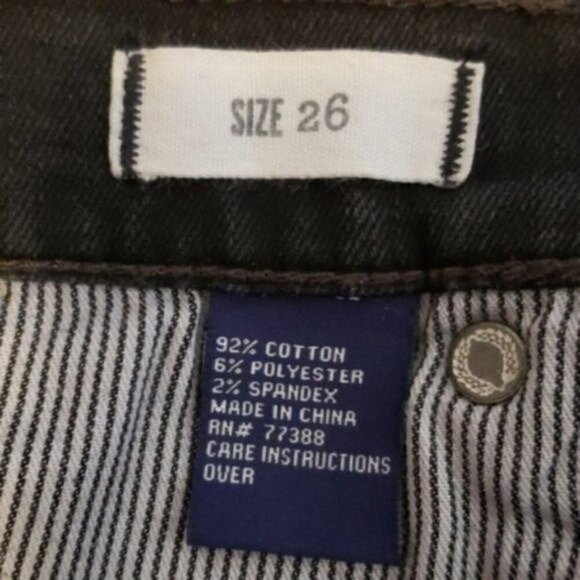 SIZE 26
92% COTTON
6% POLYESTER
2% SPANDEX
MADE IN CHINA
RN# 77388
CARE INSTRUCTIONS
OVER